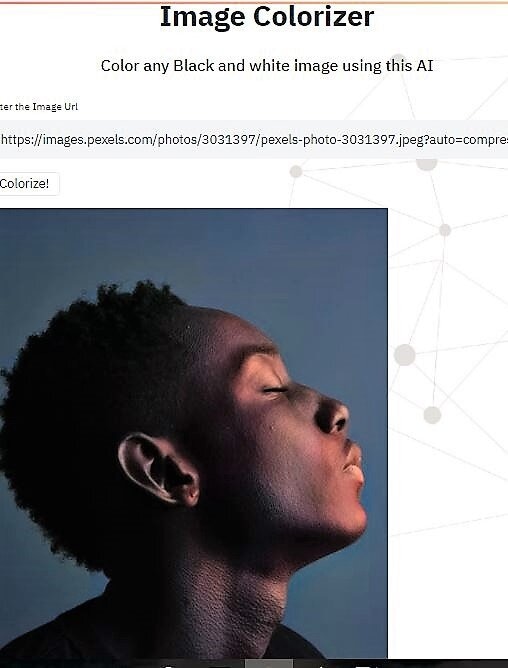 Image Colorizer
Color any Black and white image using this AI
ter the Image Url
https://images.pexels.com/photos/3031397/pexels-photo-3031397.jpeg?auto=compres
Colorize!